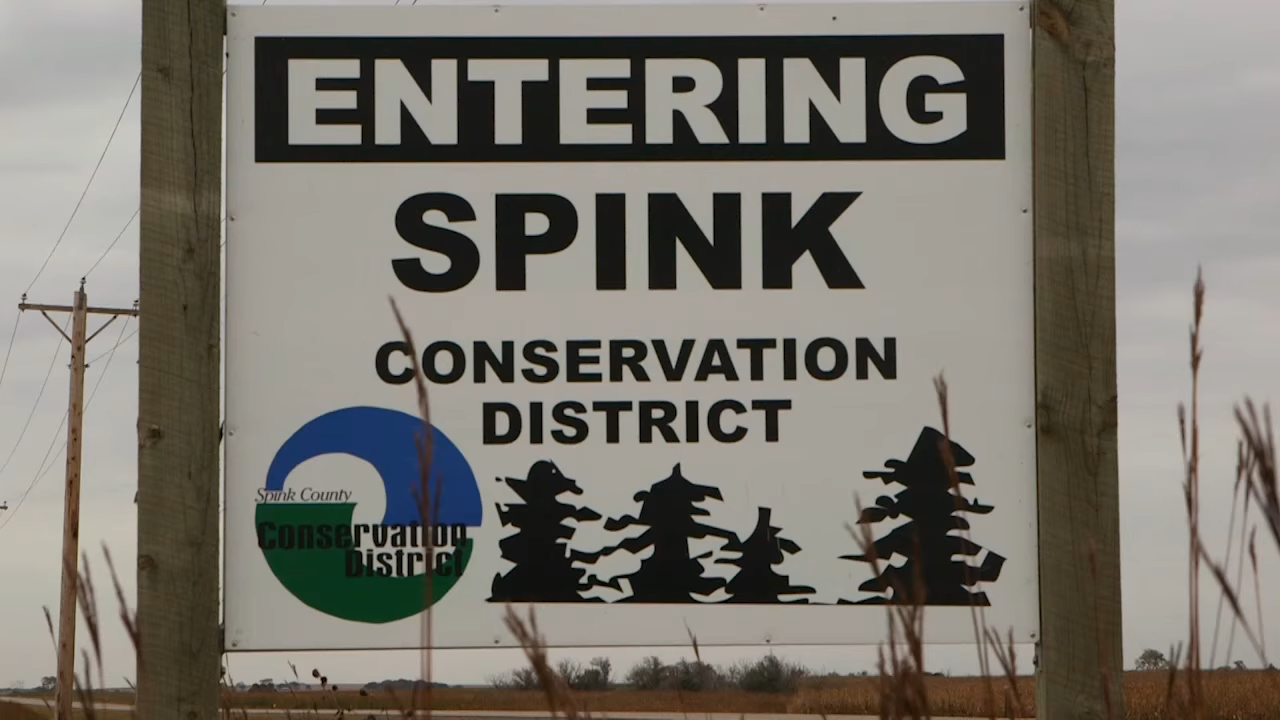 ENTERING
SPINK
CONSERVATION
DISTRICT
Spink County
Conservation
District